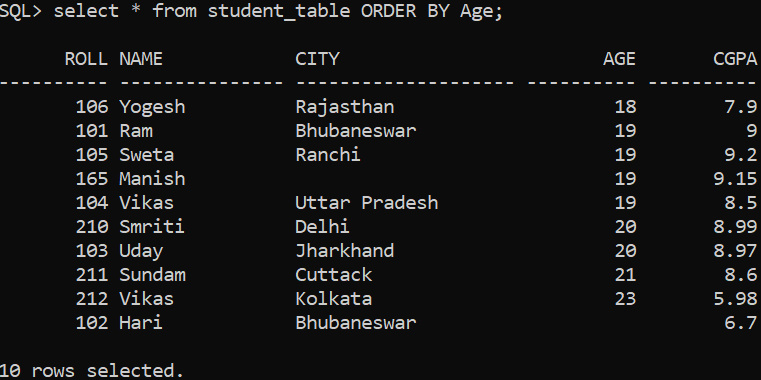 SQL> select * from student_table ORDER BY Age;
ROLL NAME CITY AGE CGPA
---------- --------------- -------------------- ---------- ----------
106 Yogesh Rajasthan 18 7.9
101 Ram Bhubaneswar 19 9
105 Sweta Ranchi 19 9.2
165 Manish 19 9.15
104 Vikas Uttar Pradesh 19 8.5
210 Smriti Delhi 20 8.99
103 Uday Jharkhand 20 8.97
211 Sundam Cuttack 21 8.6
212 Vikas Kolkata 23 5.98
102 Hari Bhubaneswar 6.7
10 rows selected.